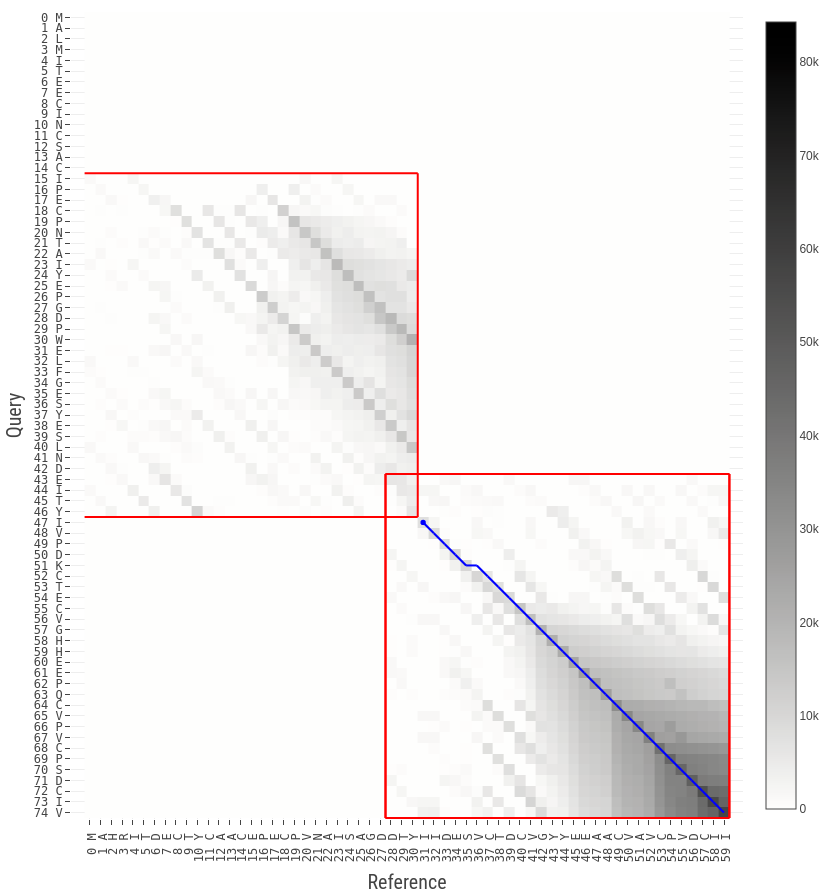 0 M
1 A
2 L
3 M
4 I
5 T
6 E
7 E
8 C
9 I
10 N
11 C
12 S
13 A
14 C
15 I
16 P
17 E
18 C
19 P
20 N
21 T
22 A
23 I
24 Y
25 E
26 P
27 G
28 D
29 P
30 W
31 E
32 L
33 F
34 G
35 E
36 S
37 Y
38 E
39 S
40 L
41 N
42 D
43 E
44 I
45 T
46 Y
47 I
48 V
49 P
50 D
51 K
52 C
53 T
54 E
55 C
56 V
57 G
58 H
59 H
60 E
61 E
62 P
63 Q
64 C
65 V
66 P
67 V
68 C
69 P
70 S
71 D
72 C
73 I
74 V
Query
0 M
1 A
2 H
3 R
4 I
5 T
6 D
7 E
8 C
9 T
10 Y
11 C
12 A
13 A
14 C
15 E
16 P
17 E
18 C
19 P
20 V
21 N
22 A
23 I
24 S
25 A
26 G
27 D
28 D
29 T
30 Y
31 I
32 I
33 D
34 E
35 S
36 V
37 C
38 T
39 D
40 C
41 V
42 G
43 Y
44 Y
45 E
46 E
47 A
48 A
49 C
50 V
51 A
52 V
53 C
54 P
55 V
56 D
57 C
58 I
59 I
Reference
80k
70k
60k
50k
40k
30k
20k
10k
0